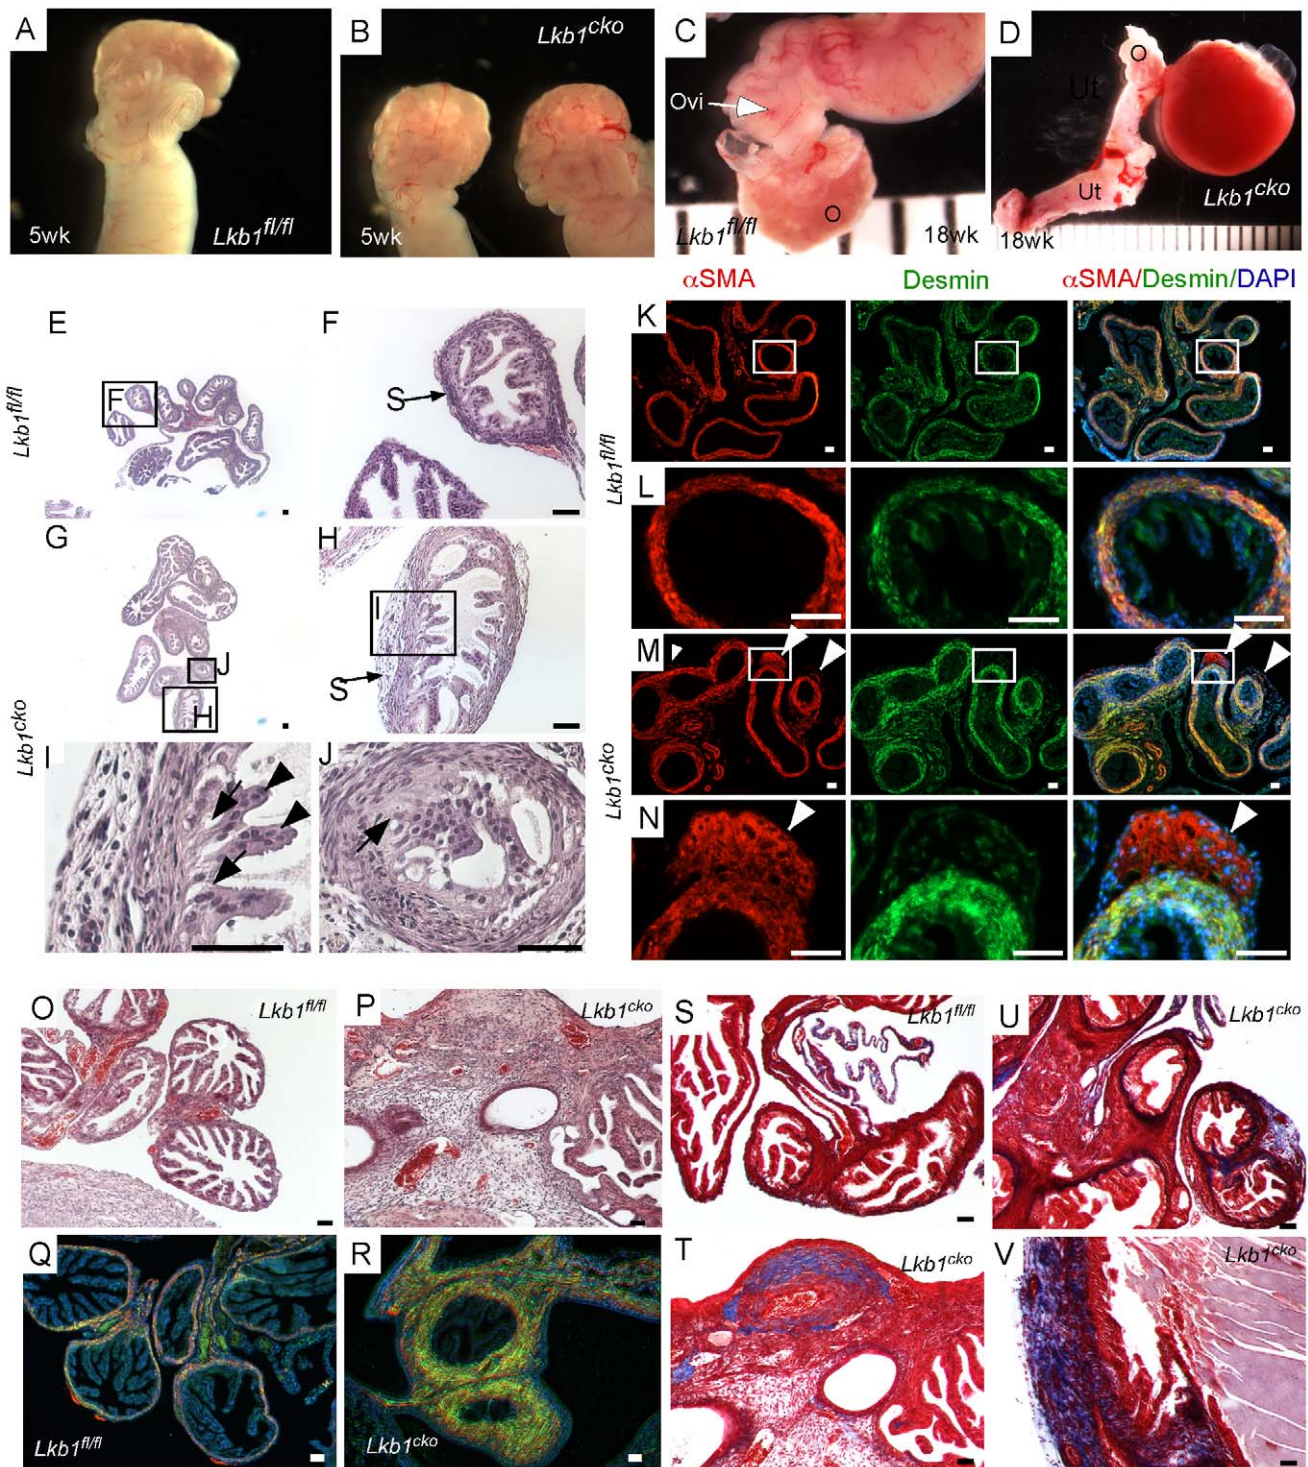 A
5wk
Lkb1fl/fl
B
Lkb1cko
5wk
C
Ovi
O
Lkb1fl/fl
18wk
D
O
Ut
Ut
Lkb1cko
18wk
αSMA
Desmin
αSMA/Desmin/DAPI
E
F
Lkb1fl/fl
F
S
G
J
H
Lkb1cko
H
I
S
I
J
K
Lkb1fl/fl
L
M
Lkb1cko
N
O
Lkb1fl/fl
P
Lkb1cko
Q
Lkb1fl/fl
R
Lkb1cko
S
Lkb1fl/fl
U
Lkb1cko
T
Lkb1cko
V
Lkb1cko